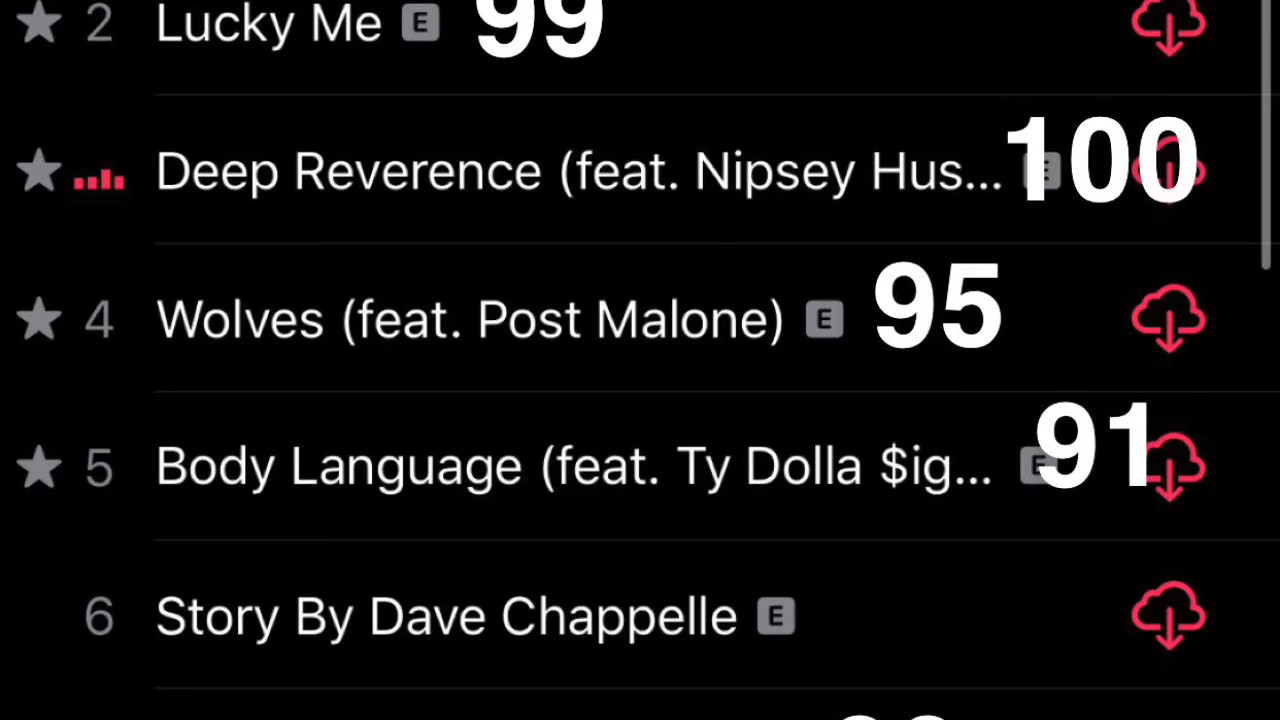 2 Lucky Me E 99
Deep Reverence (feat. Nipsey Hus... E 100
4 Wolves (feat. Post Malone) E 95
5 Body Language (feat. Ty Dolla $ig... E 91
6 Story By Dave Chappelle E